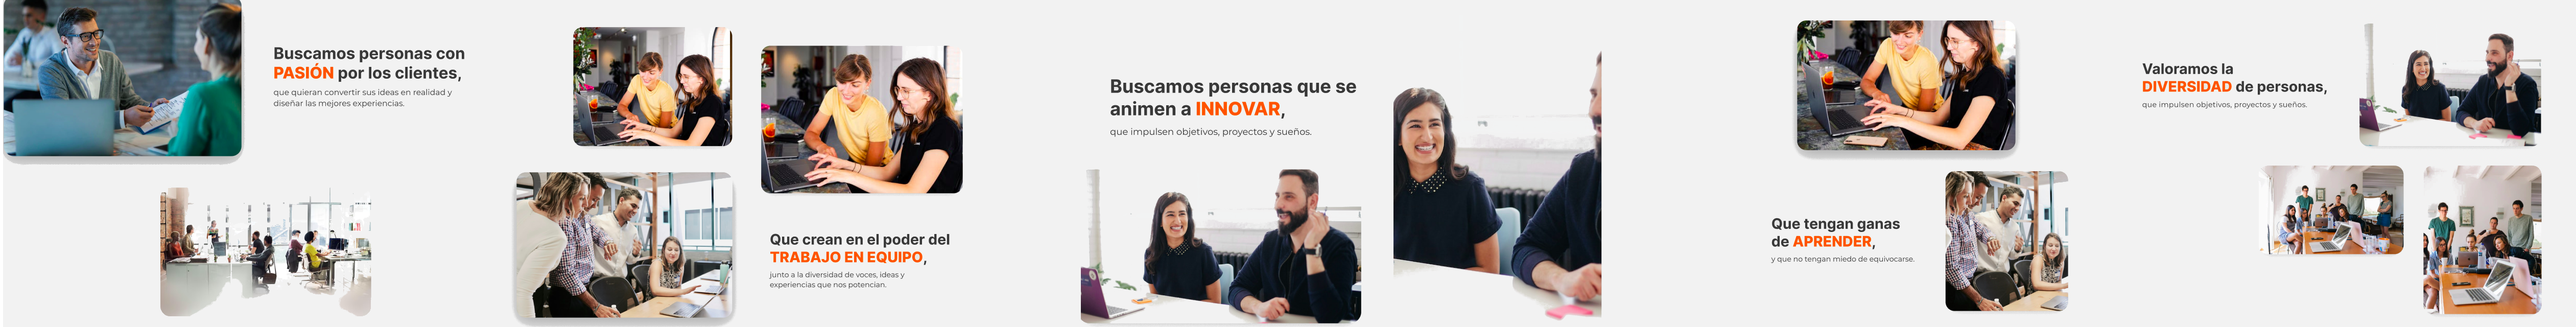 Buscamos personas con
PASIÓN por los clientes,
que quieran convertir sus ideas en realidad y
diseñar las mejores experiencias.
Que crean en el poder del
TRABAJO EN EQUIPO,
junto a la diversidad de voces, ideas y
experiencias que nos potencian.
Buscamos personas que se
animen a INNOVAR,
que impulsen objetivos, proyectos y sueños.
Que tengan ganas
de APRENDER,
y que no tengan miedo de equivocarse.
Valoramos la
DIVERSIDAD de personas,
que impulsen objetivos, proyectos y sueños.